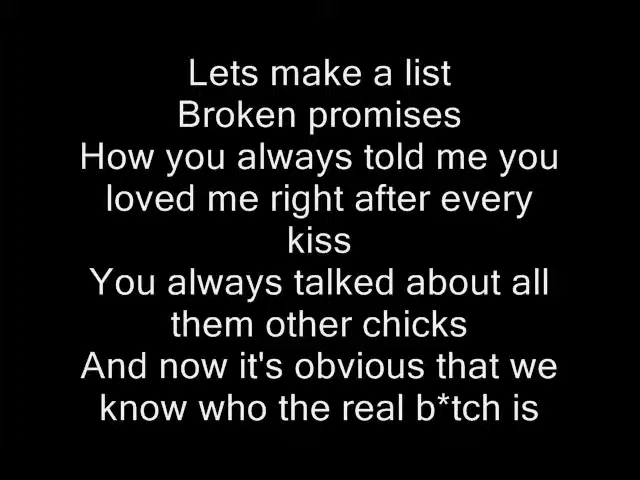 Lets make a list
Broken promises
How you always told me you
loved me right after every
kiss
You always talked about all
them other chicks
And now it's obvious that we
know who the real b*tch is